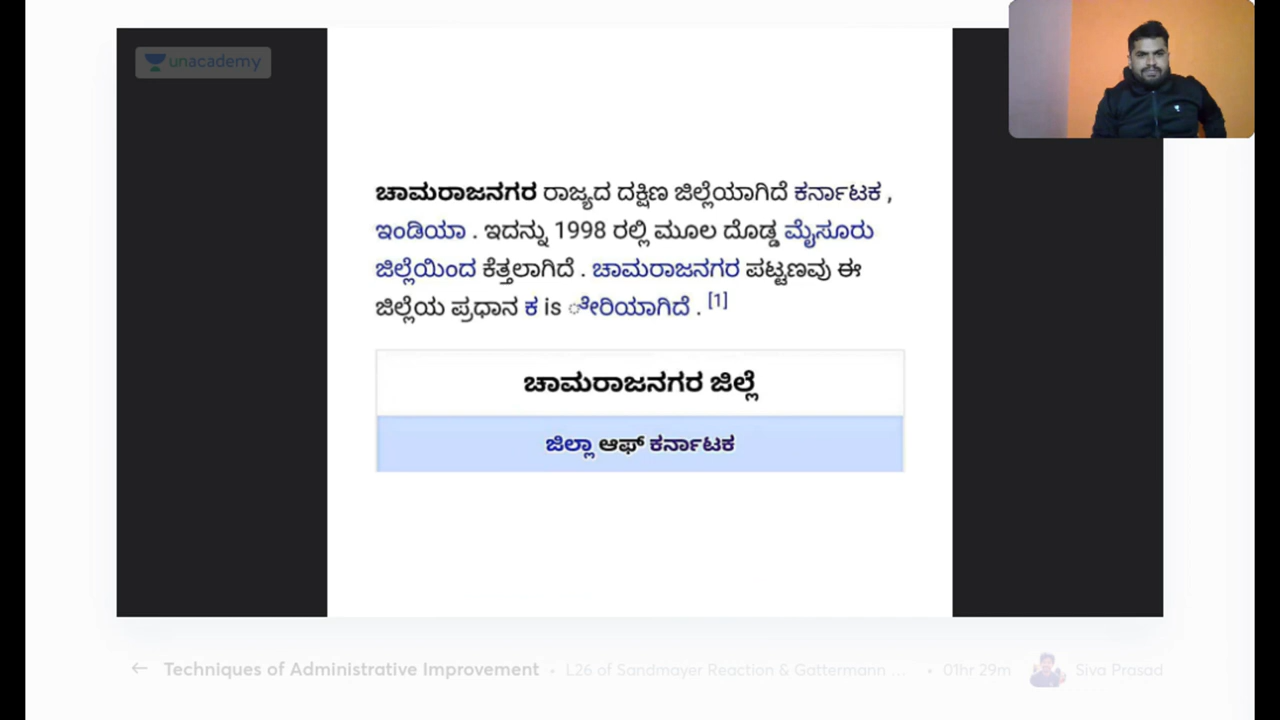 unacademy
ಚಾಮರಾಜನಗರ ರಾಜ್ಯದ ದಕ್ಷಿಣ ಜಿಲ್ಲೆಯಾಗಿದೆ ಕರ್ನಾಟಕ ,
ಇಂಡಿಯಾ . ಇದನ್ನು 1998 ರಲ್ಲಿ ಮೂಲ ದೊಡ್ಡ ಮೈಸೂರು
ಜಿಲ್ಲೆಯಿಂದ ಕೆತ್ತಲಾಗಿದೆ . ಚಾಮರಾಜನಗರ ಪಟ್ಟಣವು ಈ
ಜಿಲ್ಲೆಯ ಪ್ರಧಾನ ಕ is ೇರಿಯಾಗಿದೆ . [1]
ಚಾಮರಾಜನಗರ ಜಿಲ್ಲೆ
ಜಿಲ್ಲಾ ಆಫ್ ಕರ್ನಾಟಕ
← Techniques of Administrative Improvement • L26 of Sandmayer Reaction & Gattermann ... • 01hr 29m Siva Prasad